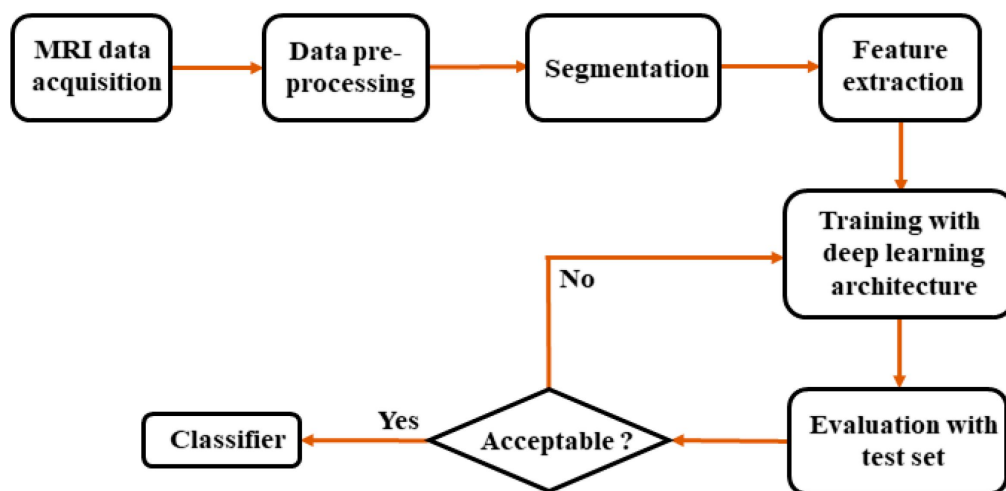 MRI data
acquisition
Data pre-
processing
Segmentation
Feature
extraction
Training with
deep learning
architecture
No
Evaluation with
test set
Acceptable ?
Yes
Classifier